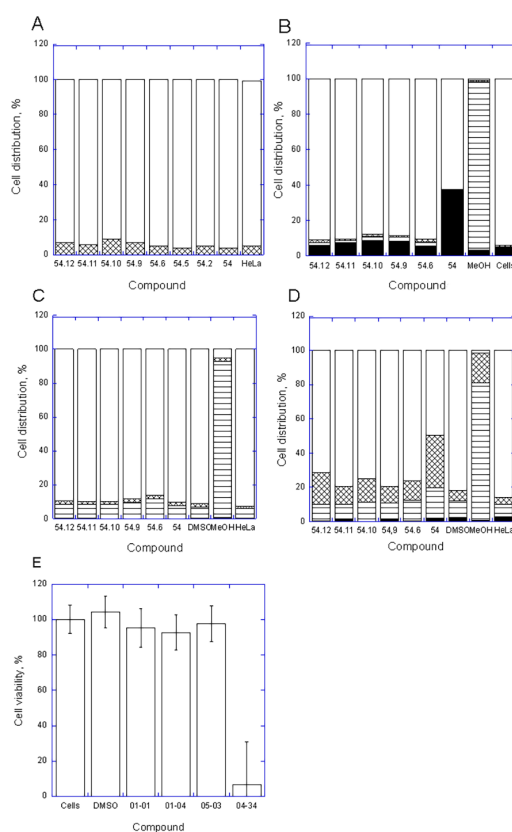 A
120
100
80
60
40
20
0
Cell distribution, %
54.12 54.11 54.10 54.9 54.6 54.5 54.2 54 HeLa
Compound
B
120
100
80
60
40
20
0
Cell distribution, %
54.12 54.11 54.10 54.9 54.6 54 MeOH Cells
Compound
C
120
100
80
60
40
20
0
Cell distribution, %
54.12 54.11 54.10 54.9 54.6 54 DMSO MeOH HeLa
Compound
D
120
100
80
60
40
20
0
Cell distribution, %
54.12 54.11 54.10 54,9 54.6 54 DMSO MeOH HeLa
Compound
E
120
100
80
60
40
20
0
Cell viability, %
Cells DMSO 01-01 01-04 05-03 04-34
Compound